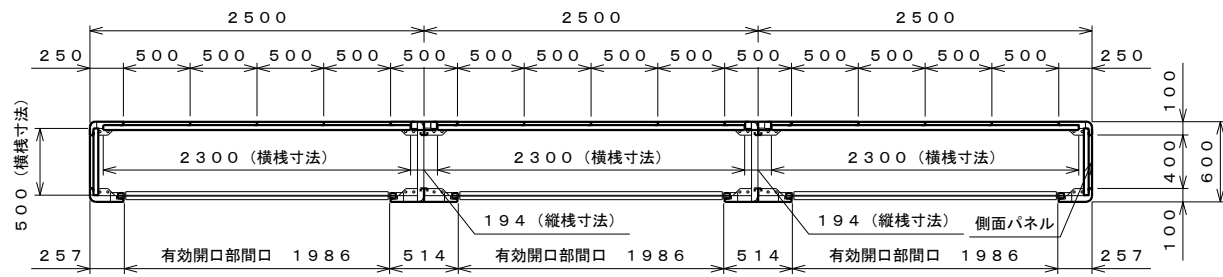 ２５００ ２５００ ２５００
２５０ ５００ ５００ ５００ ５００ ５００ ５００ ５００ ５００ ５００ ５００ ５００ ５００ ５００ ５００ ２５０
５００（横桟寸法）
２３００（横桟寸法） ２３００（横桟寸法） ２３００（横桟寸法）
１００
４００
６００
１００
１９４（縦桟寸法） １９４（縦桟寸法） 側面パネル
２５７ 有効開口部間口 １９８６ ５１４ 有効開口部間口 １９８６ ５１４ 有効開口部間口 １９８６ ２５７